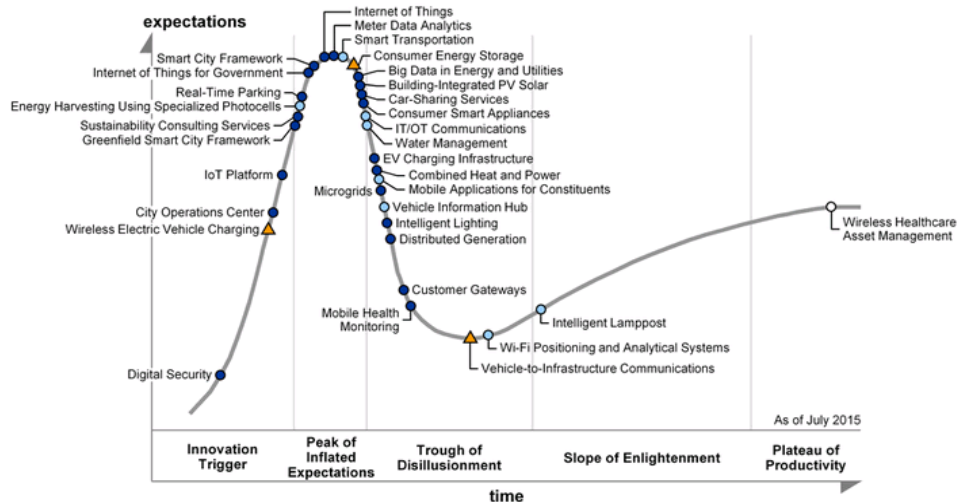 expectations
Internet of Things
Meter Data Analytics
Smart Transportation
Consumer Energy Storage
Big Data in Energy and Utilities
Building-Integrated PV Solar
Car-Sharing Services
Consumer Smart Appliances
IT/OT Communications
Water Management
EV Charging Infrastructure
Combined Heat and Power
Mobile Applications for Constituents
Smart City Framework
Internet of Things for Government
Real-Time Parking
Energy Harvesting Using Specialized Photocells
Sustainability Consulting Services
Greenfield Smart City Framework
IoT Platform
City Operations Center
Wireless Electric Vehicle Charging
Digital Security
Microgrids
Vehicle Information Hub
Intelligent Lighting
Distributed Generation
Customer Gateways
Mobile Health
Monitoring
Intelligent Lamppost
Wi-Fi Positioning and Analytical Systems
Vehicle-to-Infrastructure Communications
Wireless Healthcare
Asset Management
As of July 2015
Innovation
Trigger
Peak of
Inflated
Expectations
Trough of
Disillusionment
Slope of Enlightenment
Plateau of
Productivity
time